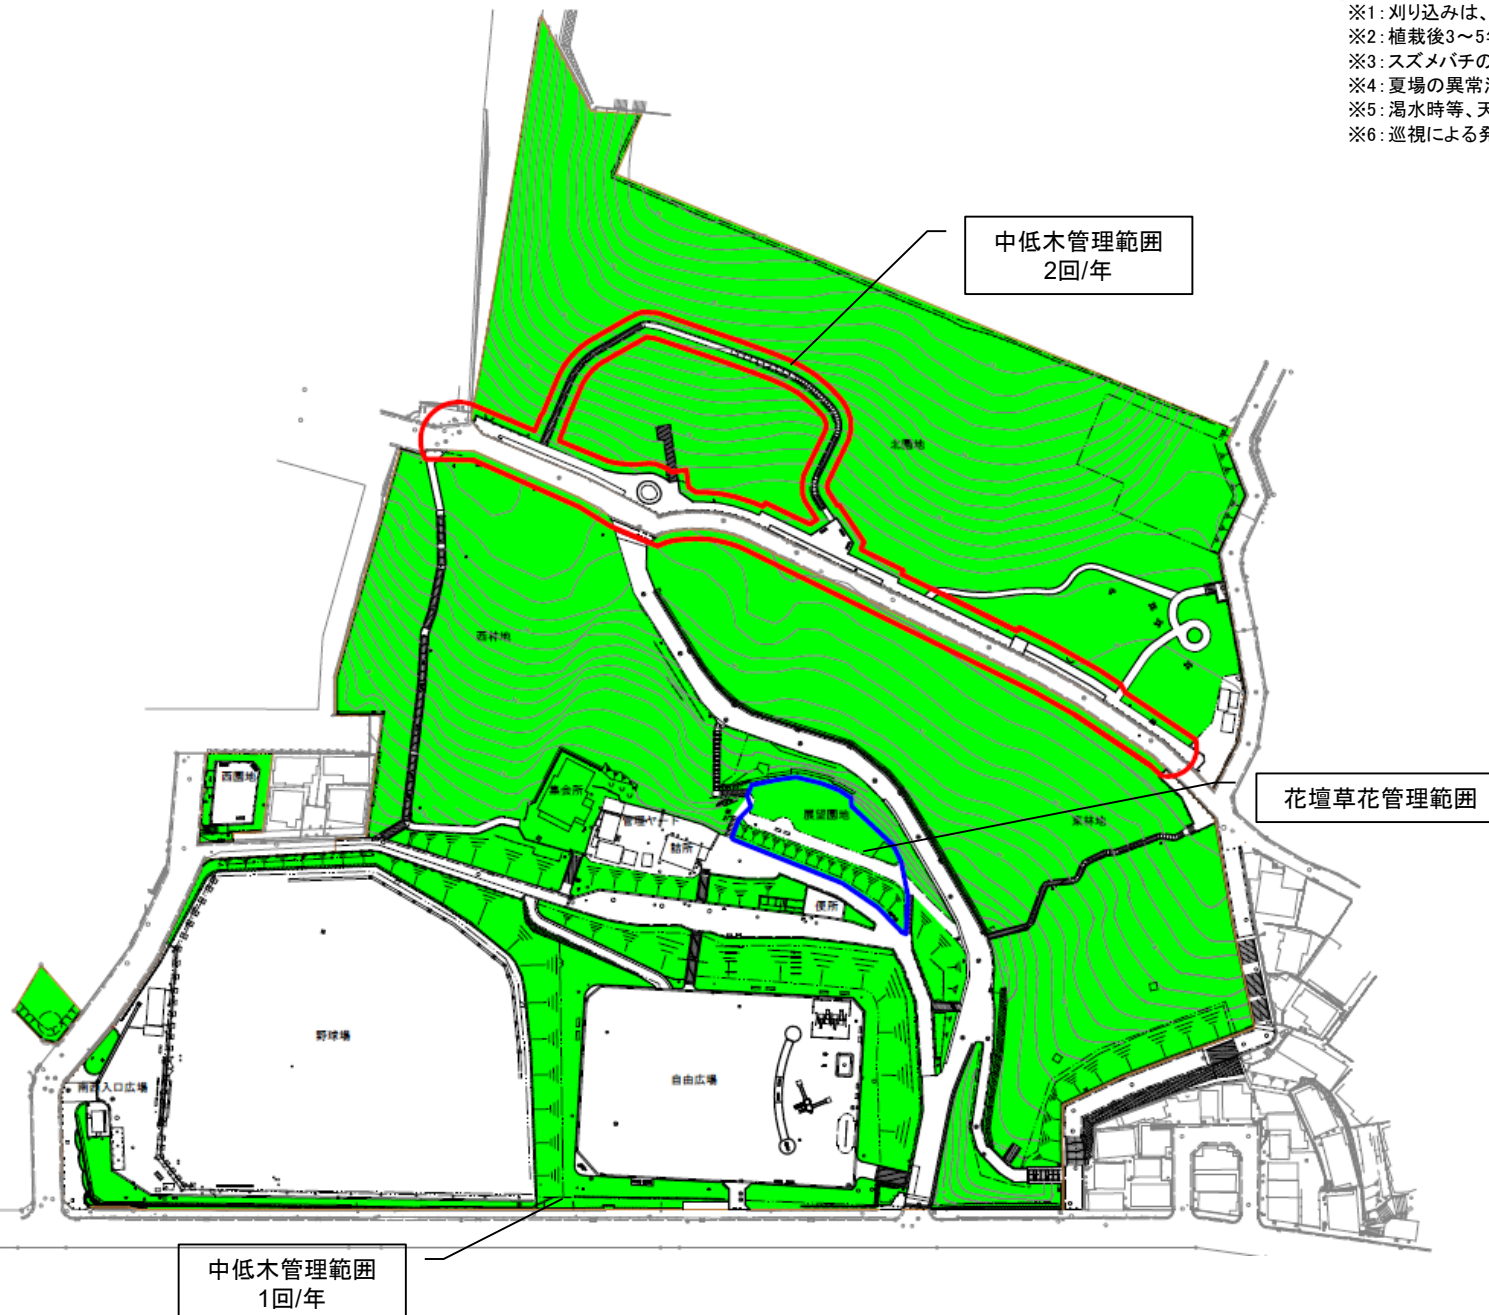 ※1：刈り込みは、
※2：植栽後3～5年
※3：スズメバチの
※4：夏場の異常
※5：渇水時等、天
※6：巡視による発
中低木管理範囲
2回/年
北園地
西斜地
花壇草花管理範囲
西園地
集会所
管理ヤード
詰所
展望園地
便所
野球場
自由広場
南西入口広場
中低木管理範囲
1回/年